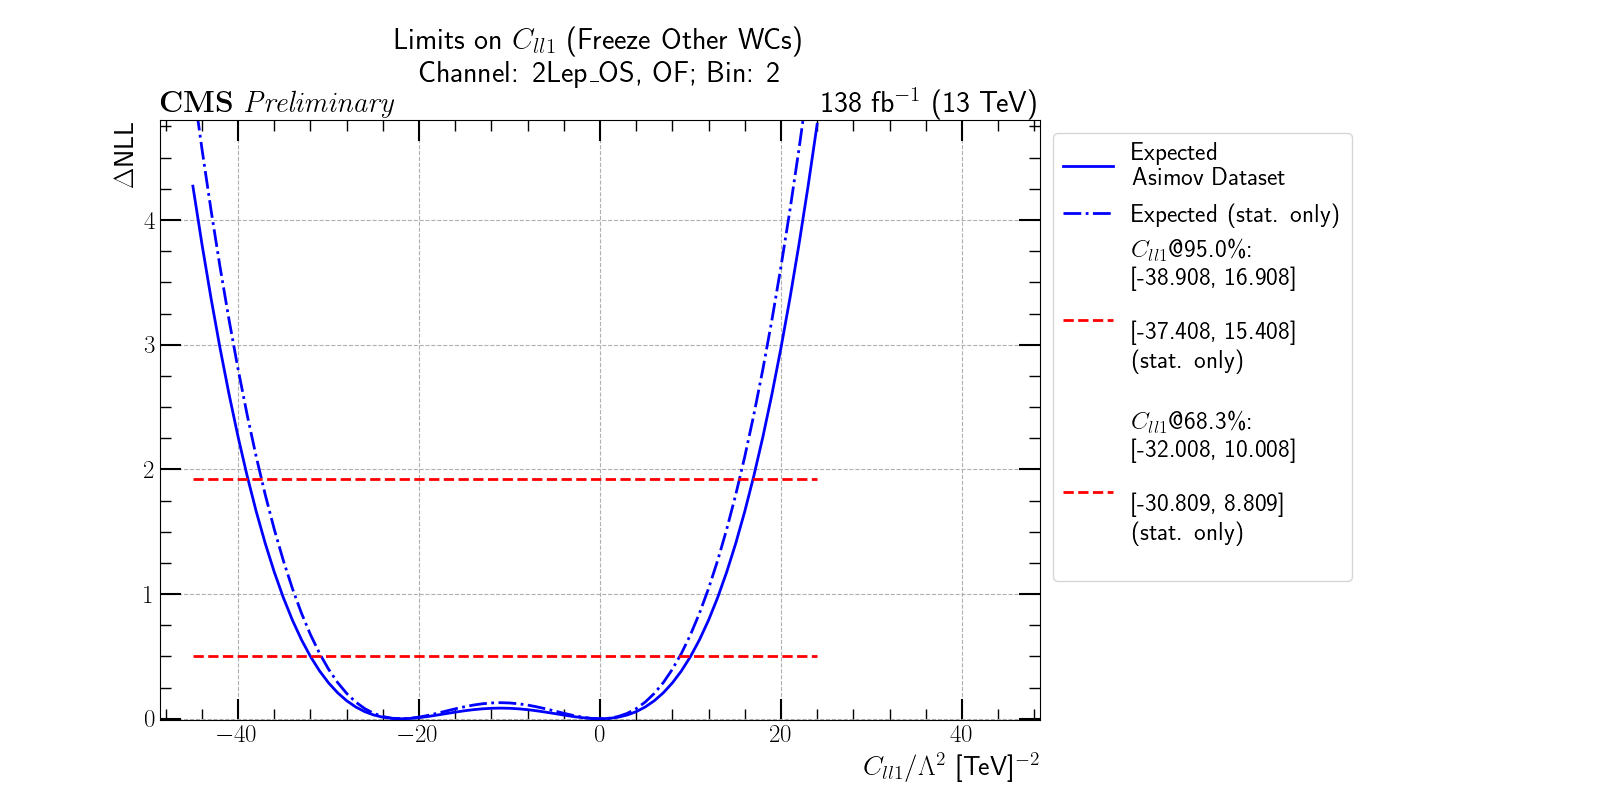 Limits on C_{ll1} (Freeze Other WCs)
Channel: 2Lep_OS, OF; Bin: 2
CMS Preliminary
138 fb^{-1} (13 TeV)
ΔNLL
4
3
2
1
0
−40
−20
0
20
40
C_{ll1}/Λ^{2} [TeV]^{−2}
Expected
Asimov Dataset
Expected (stat. only)
C_{ll1}@95.0%:
[-38.908, 16.908]
[-37.408, 15.408]
(stat. only)
C_{ll1}@68.3%:
[-32.008, 10.008]
[-30.809, 8.809]
(stat. only)